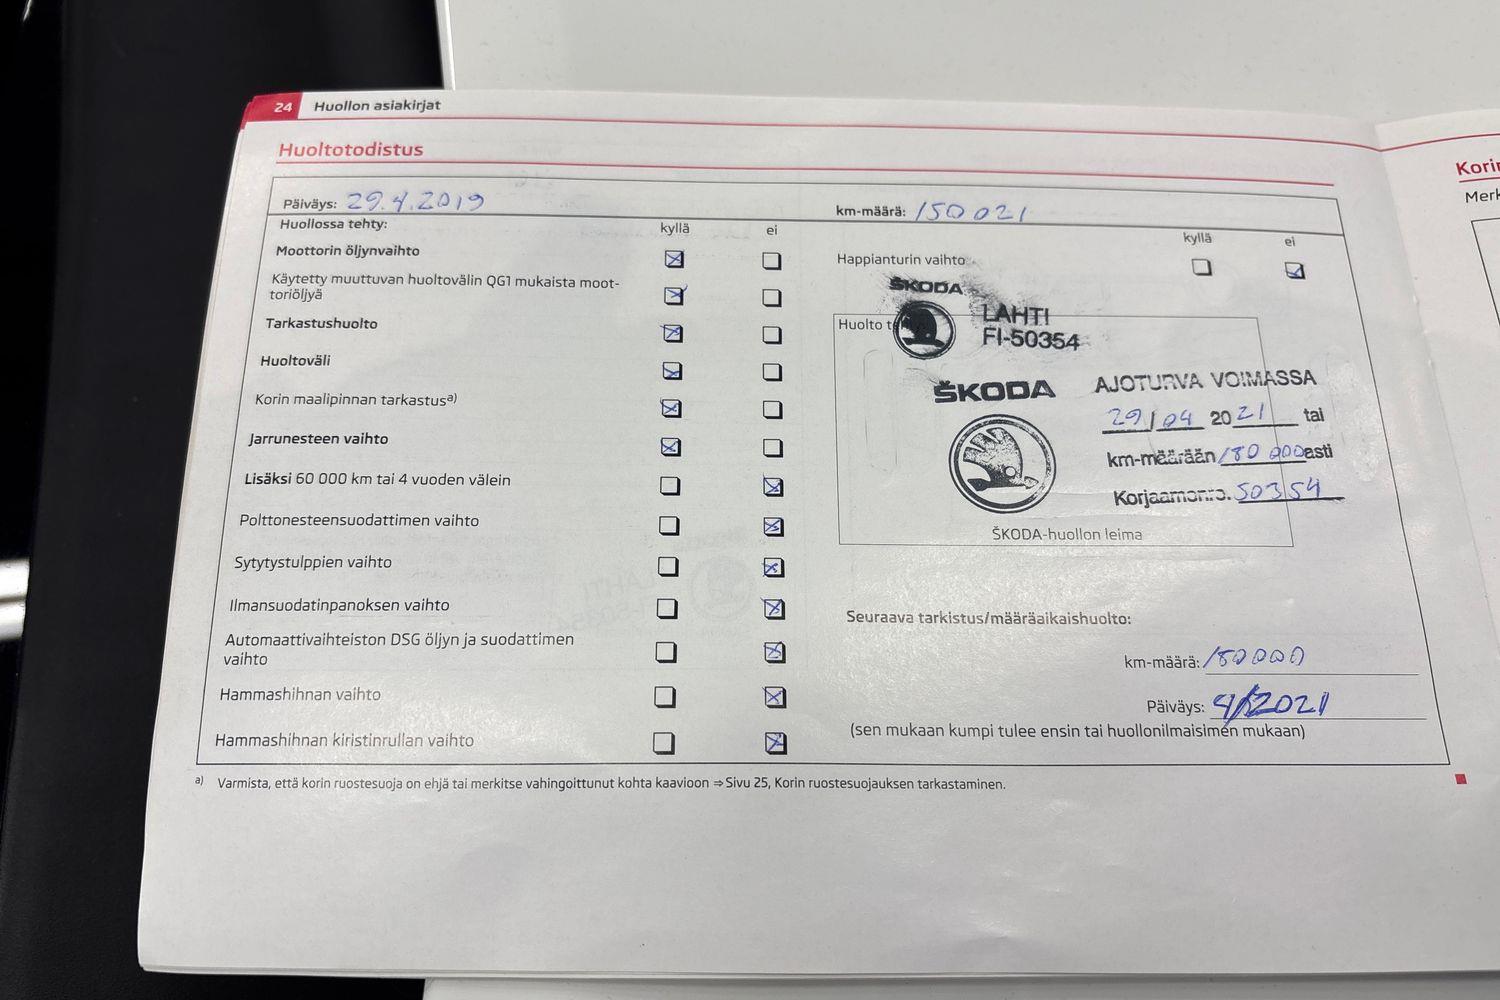 24 Huollon asiakirjat
Huoltotodistus
Päiväys: 29.4.2019
km-määrä: 150021
Huollossa tehty:
kyllä ei
Moottorin öljynvaihto
Käytetty muuttuvan huoltovälin QG1 mukaista moot-
toriöljyä
Tarkastushuolto
Huoltoväli
Korin maalipinnan tarkastusa)
Jarrunesteen vaihto
Lisäksi 60 000 km tai 4 vuoden välein
Polttonesteensuodattimen vaihto
Sytytystulppien vaihto
Ilmansuodatinpanoksen vaihto
Automaattivaihteiston DSG öljyn ja suodattimen
vaihto
Hammashihnan vaihto
Hammashihnan kiristinrullan vaihto
kyllä ei
Happianturin vaihto
ŠKODA
LAHTI
FI-50354
Huolto
ŠKODA
AJOTURVA VOIMASSA
29/04 2021 tai
km-määrään 180 000 asti
Korjaamon no. 50354
ŠKODA-huollon leima
Seuraava tarkistus/määräaikaishuolto:
km-määrä: 180000
Päiväys: 4/2021
(sen mukaan kumpi tulee ensin tai huollonilmaisimen mukaan)
a) Varmista, että korin ruostesuoja on ehjä tai merkitse vahingoittunut kohta kaavioon ⇒ Sivu 25, Korin ruostesuojauksen tarkastaminen.